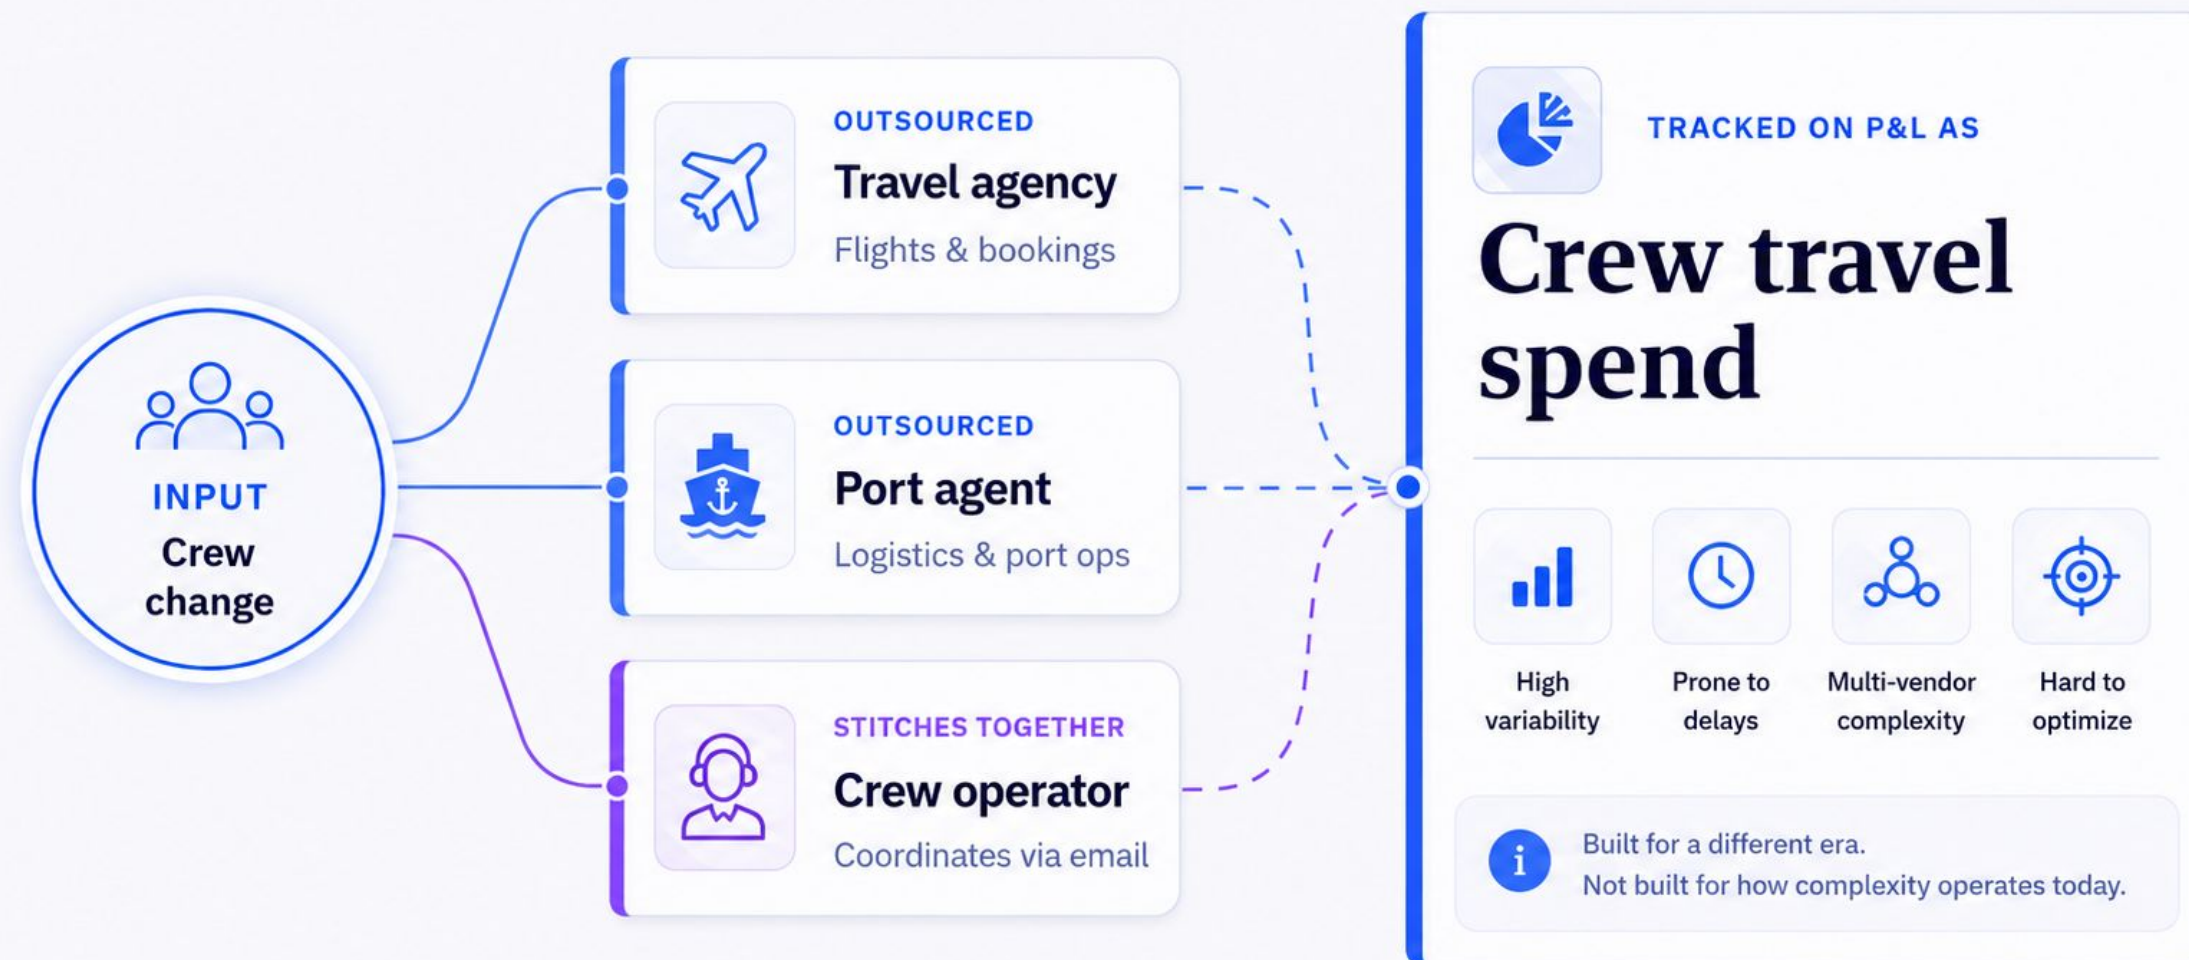 INPUT
Crew
change
OUTSOURCED
Travel agency
Flights & bookings
OUTSOURCED
Port agent
Logistics & port ops
STITCHES TOGETHER
Crew operator
Coordinates via email
TRACKED ON P&L AS
Crew travel
spend
High
variability
Prone to
delays
Multi-vendor
complexity
Hard to
optimize
i
Built for a different era.
Not built for how complexity operates today.